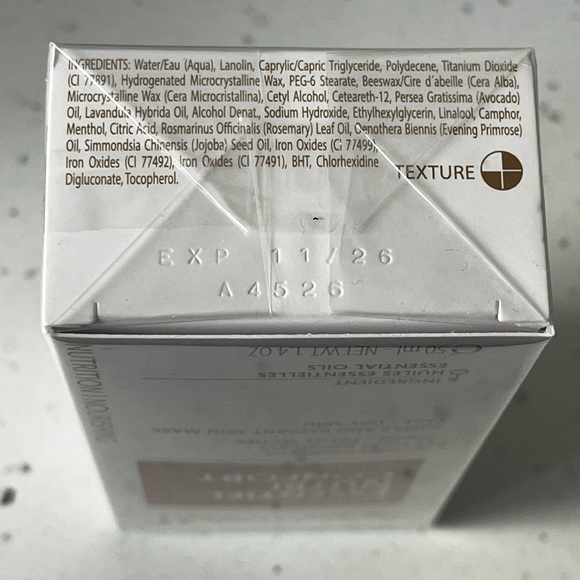 INGREDIENTS: Water/Eau (Aqua), Lanolin, Caprylic/Capric Triglyceride, Polydecene, Titanium Dioxide
(CI 77891), Hydrogenated Microcrystalline Wax, PEG-6 Stearate, Beeswax/Cire d´abeille (Cera Alba),
Microcrystalline Wax (Cera Microcristallina), Cetyl Alcohol, Ceteareth-12, Persea Gratissima (Avocado)
Oil, Lavandula Hybrida Oil, Alcohol Denat., Sodium Hydroxide, Ethylhexylglycerin, Linalool, Camphor,
Menthol, Citric Acid, Rosmarinus Officinalis (Rosemary) Leaf Oil, Oenothera Biennis (Evening Primrose)
Oil, Simmondsia Chinensis (Jojoba) Seed Oil, Iron Oxides (CI 77499),
Iron Oxides (CI 77492), Iron Oxides (CI 77491), BHT, Chlorhexidine
Digluconate, Tocopherol.
TEXTURE
EXP 11/26
A4526
50 ml NET WT 1.4 OZ
ESSENTIAL OILS
HUILES ESSENTIELLES
INGREDIENT
DRY SKIN
CONFORT